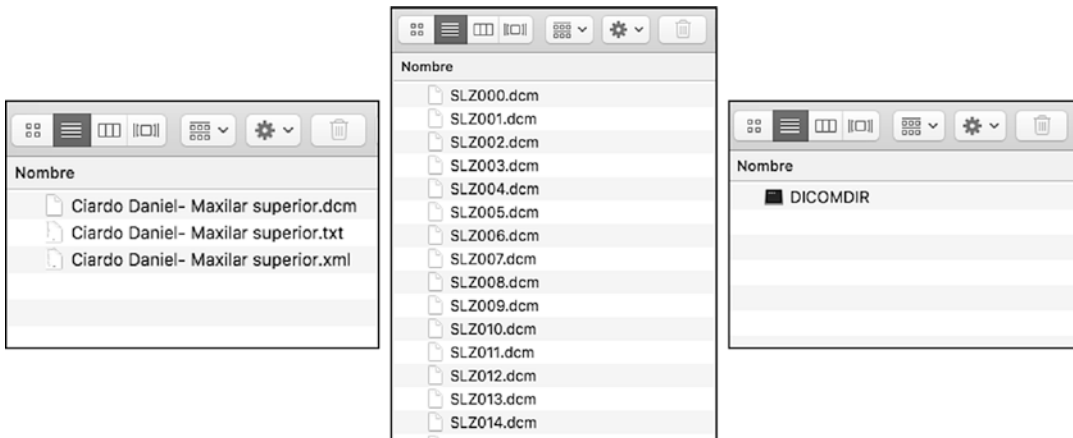 Nombre
Ciardo Daniel- Maxilar superior.dcm
Ciardo Daniel- Maxilar superior.txt
Ciardo Daniel- Maxilar superior.xml
Nombre
SLZ000.dcm
SLZ001.dcm
SLZ002.dcm
SLZ003.dcm
SLZ004.dcm
SLZ005.dcm
SLZ006.dcm
SLZ007.dcm
SLZ008.dcm
SLZ009.dcm
SLZ010.dcm
SLZ011.dcm
SLZ012.dcm
SLZ013.dcm
SLZ014.dcm
Nombre
DICOMDIR